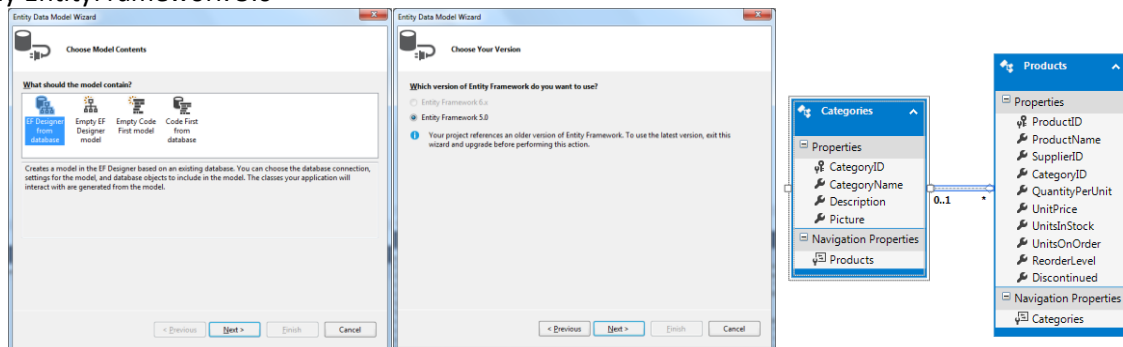 EntityFramework
Entity Data Model Wizard
Choose Model Contents
What should the model contain?
EF Designer from database
Empty EF Designer model
Empty Code First model
Code First from database
Creates a model in the EF Designer based on an existing database. You can choose the database connection,
settings for the model, and database objects to include in the model. The classes your application will
interact with are generated from the model.
< Previous
Next >
Finish
Cancel
Entity Data Model Wizard
Choose Your Version
Which version of Entity Framework do you want to use?
Entity Framework 6.x
Entity Framework 5.0
Your project references an older version of Entity Framework. To use the latest version, exit this
wizard and upgrade before performing this action.
< Previous
Next >
Finish
Cancel
Categories
Properties
CategoryID
CategoryName
Description
Picture
Navigation Properties
Products
0..1
*
Products
Properties
ProductID
ProductName
SupplierID
CategoryID
QuantityPerUnit
UnitPrice
UnitsInStock
UnitsOnOrder
ReorderLevel
Discontinued
Navigation Properties
Categories